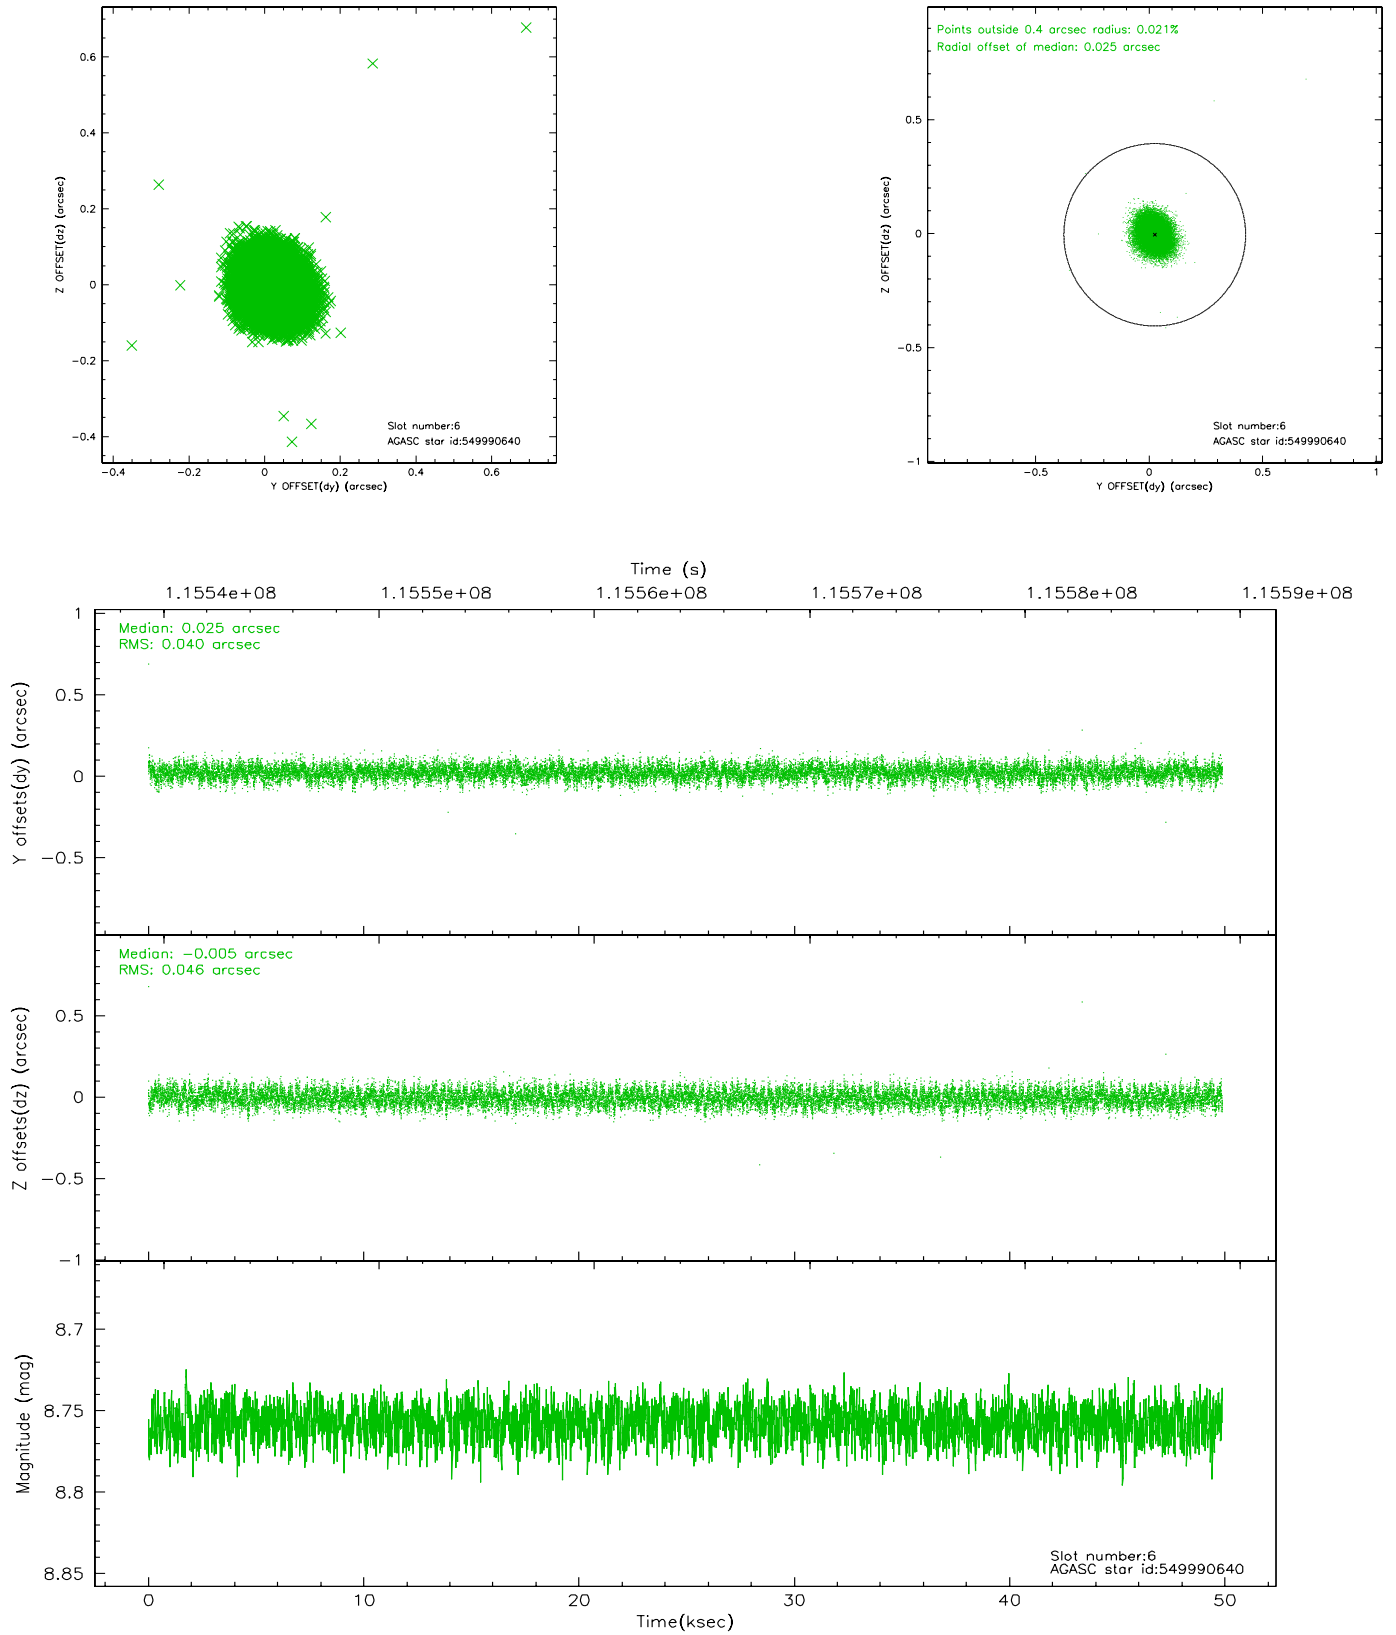 0.6
0.4
0.2
0
−0.2
−0.4
Z OFFSET(dz) (arcsec)
Slot number:6
AGASC star id:549990640
−0.4 −0.2 0 0.2 0.4 0.6
Y OFFSET(dy) (arcsec)
Points outside 0.4 arcsec radius: 0.021%
Radial offset of median: 0.025 arcsec
0.5
0
−0.5
−1
Z OFFSET(dz) (arcsec)
Slot number:6
AGASC star id:549990640
−0.5 0 0.5 1
Y OFFSET(dy) (arcsec)
Time (s)
1.1554e+08 1.1555e+08 1.1556e+08 1.1557e+08 1.1558e+08 1.1559e+08
Median: 0.025 arcsec
RMS: 0.040 arcsec
1
0.5
0
−0.5
Y offsets(dy) (arcsec)
Median: −0.005 arcsec
RMS: 0.046 arcsec
0.5
0
−0.5
−1
Z offsets(dz) (arcsec)
8.7
8.75
8.8
8.85
Magnitude (mag)
Slot number:6
AGASC star id:549990640
0 10 20 30 40 50
Time(ksec)